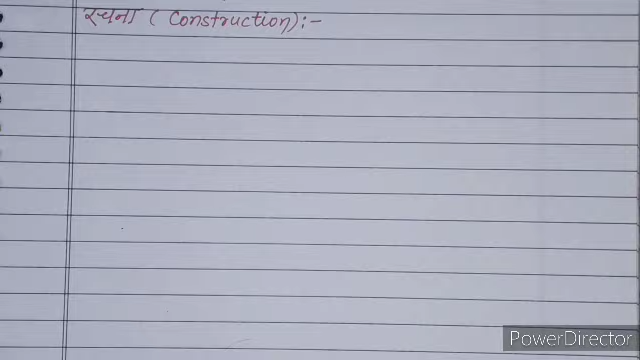 रचना ( Construction):-
PowerDirector